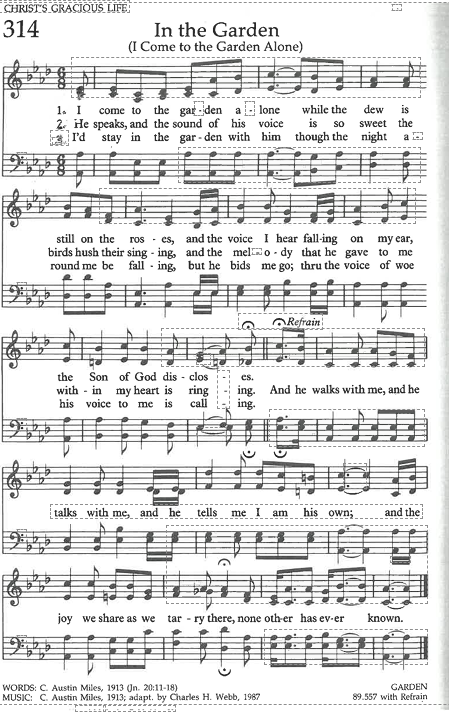 CHRIST'S GRACIOUS LIFE
314
In the Garden
(I Come to the Garden Alone)
1. I come to the gar-den a - lone while the dew is
2. He speaks, and the sound of his voice is so sweet the
3. I'd stay in the gar-den with him though the night a -
still on the ros - es, and the voice I hear fall-ing on my ear,
birds hush their sing - ing, and the mel - o - dy that he gave to me
round me be fall - ing, but he bids me go; thru the voice of woe
Refrain
the Son of God dis - clos - es.
with - in my heart is ring - ing. And he walks with me, and he
his voice to me is call - ing.
talks with me, and he tells me I am his own; and the
joy we share as we tar - ry there, none oth-er has ev-er known.
WORDS: C. Austin Miles, 1913 (Jn. 20:11-18) GARDEN
MUSIC: C. Austin Miles, 1913; adapt. by Charles H. Webb, 1987 89.557 with Refrain